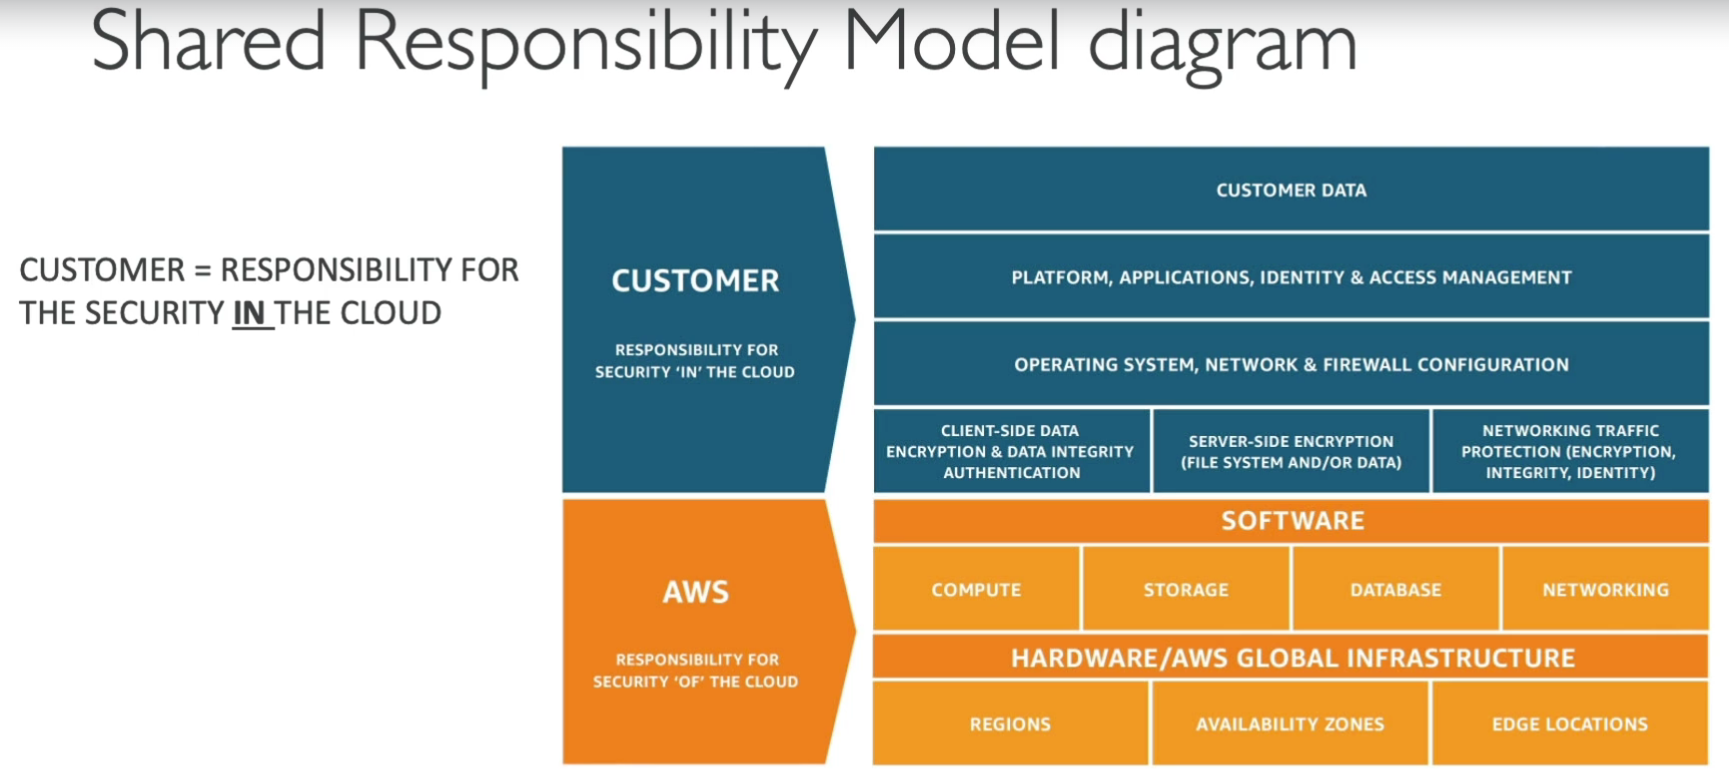 Shared Responsibility Model diagram
CUSTOMER = RESPONSIBILITY FOR
THE SECURITY IN THE CLOUD
CUSTOMER
RESPONSIBILITY FOR
SECURITY ‘IN’ THE CLOUD
CUSTOMER DATA
PLATFORM, APPLICATIONS, IDENTITY & ACCESS MANAGEMENT
OPERATING SYSTEM, NETWORK & FIREWALL CONFIGURATION
CLIENT-SIDE DATA
ENCRYPTION & DATA INTEGRITY
AUTHENTICATION
SERVER-SIDE ENCRYPTION
(FILE SYSTEM AND/OR DATA)
NETWORKING TRAFFIC
PROTECTION (ENCRYPTION,
INTEGRITY, IDENTITY)
AWS
RESPONSIBILITY FOR
SECURITY ‘OF’ THE CLOUD
SOFTWARE
COMPUTE
STORAGE
DATABASE
NETWORKING
HARDWARE/AWS GLOBAL INFRASTRUCTURE
REGIONS
AVAILABILITY ZONES
EDGE LOCATIONS